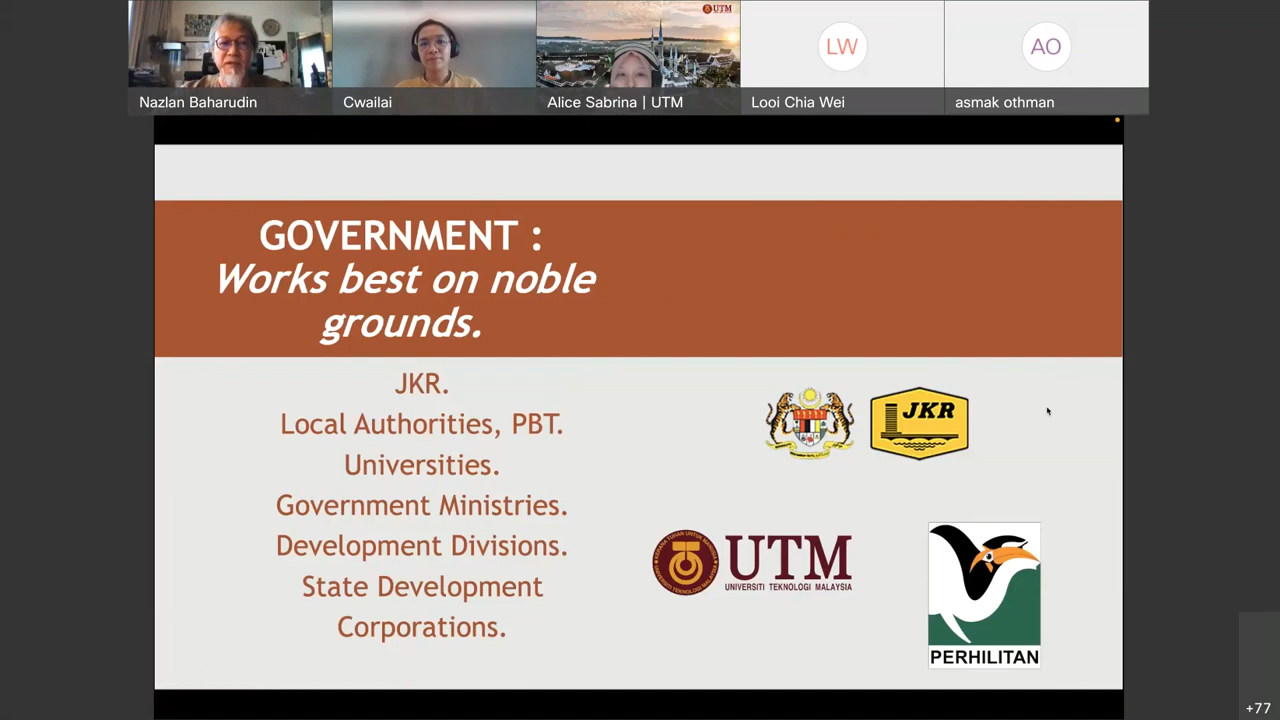 UTM
LW
AO
Nazlan Baharudin
Cwailai
Alice Sabrina | UTM
Looi Chia Wei
asmak othman
GOVERNMENT :
Works best on noble
grounds.
JKR.
Local Authorities, PBT.
Universities.
Government Ministries.
Development Divisions.
State Development
Corporations.
JKR
UTM
UNIVERSITI TEKNOLOGI MALAYSIA
PERHILITAN
+77